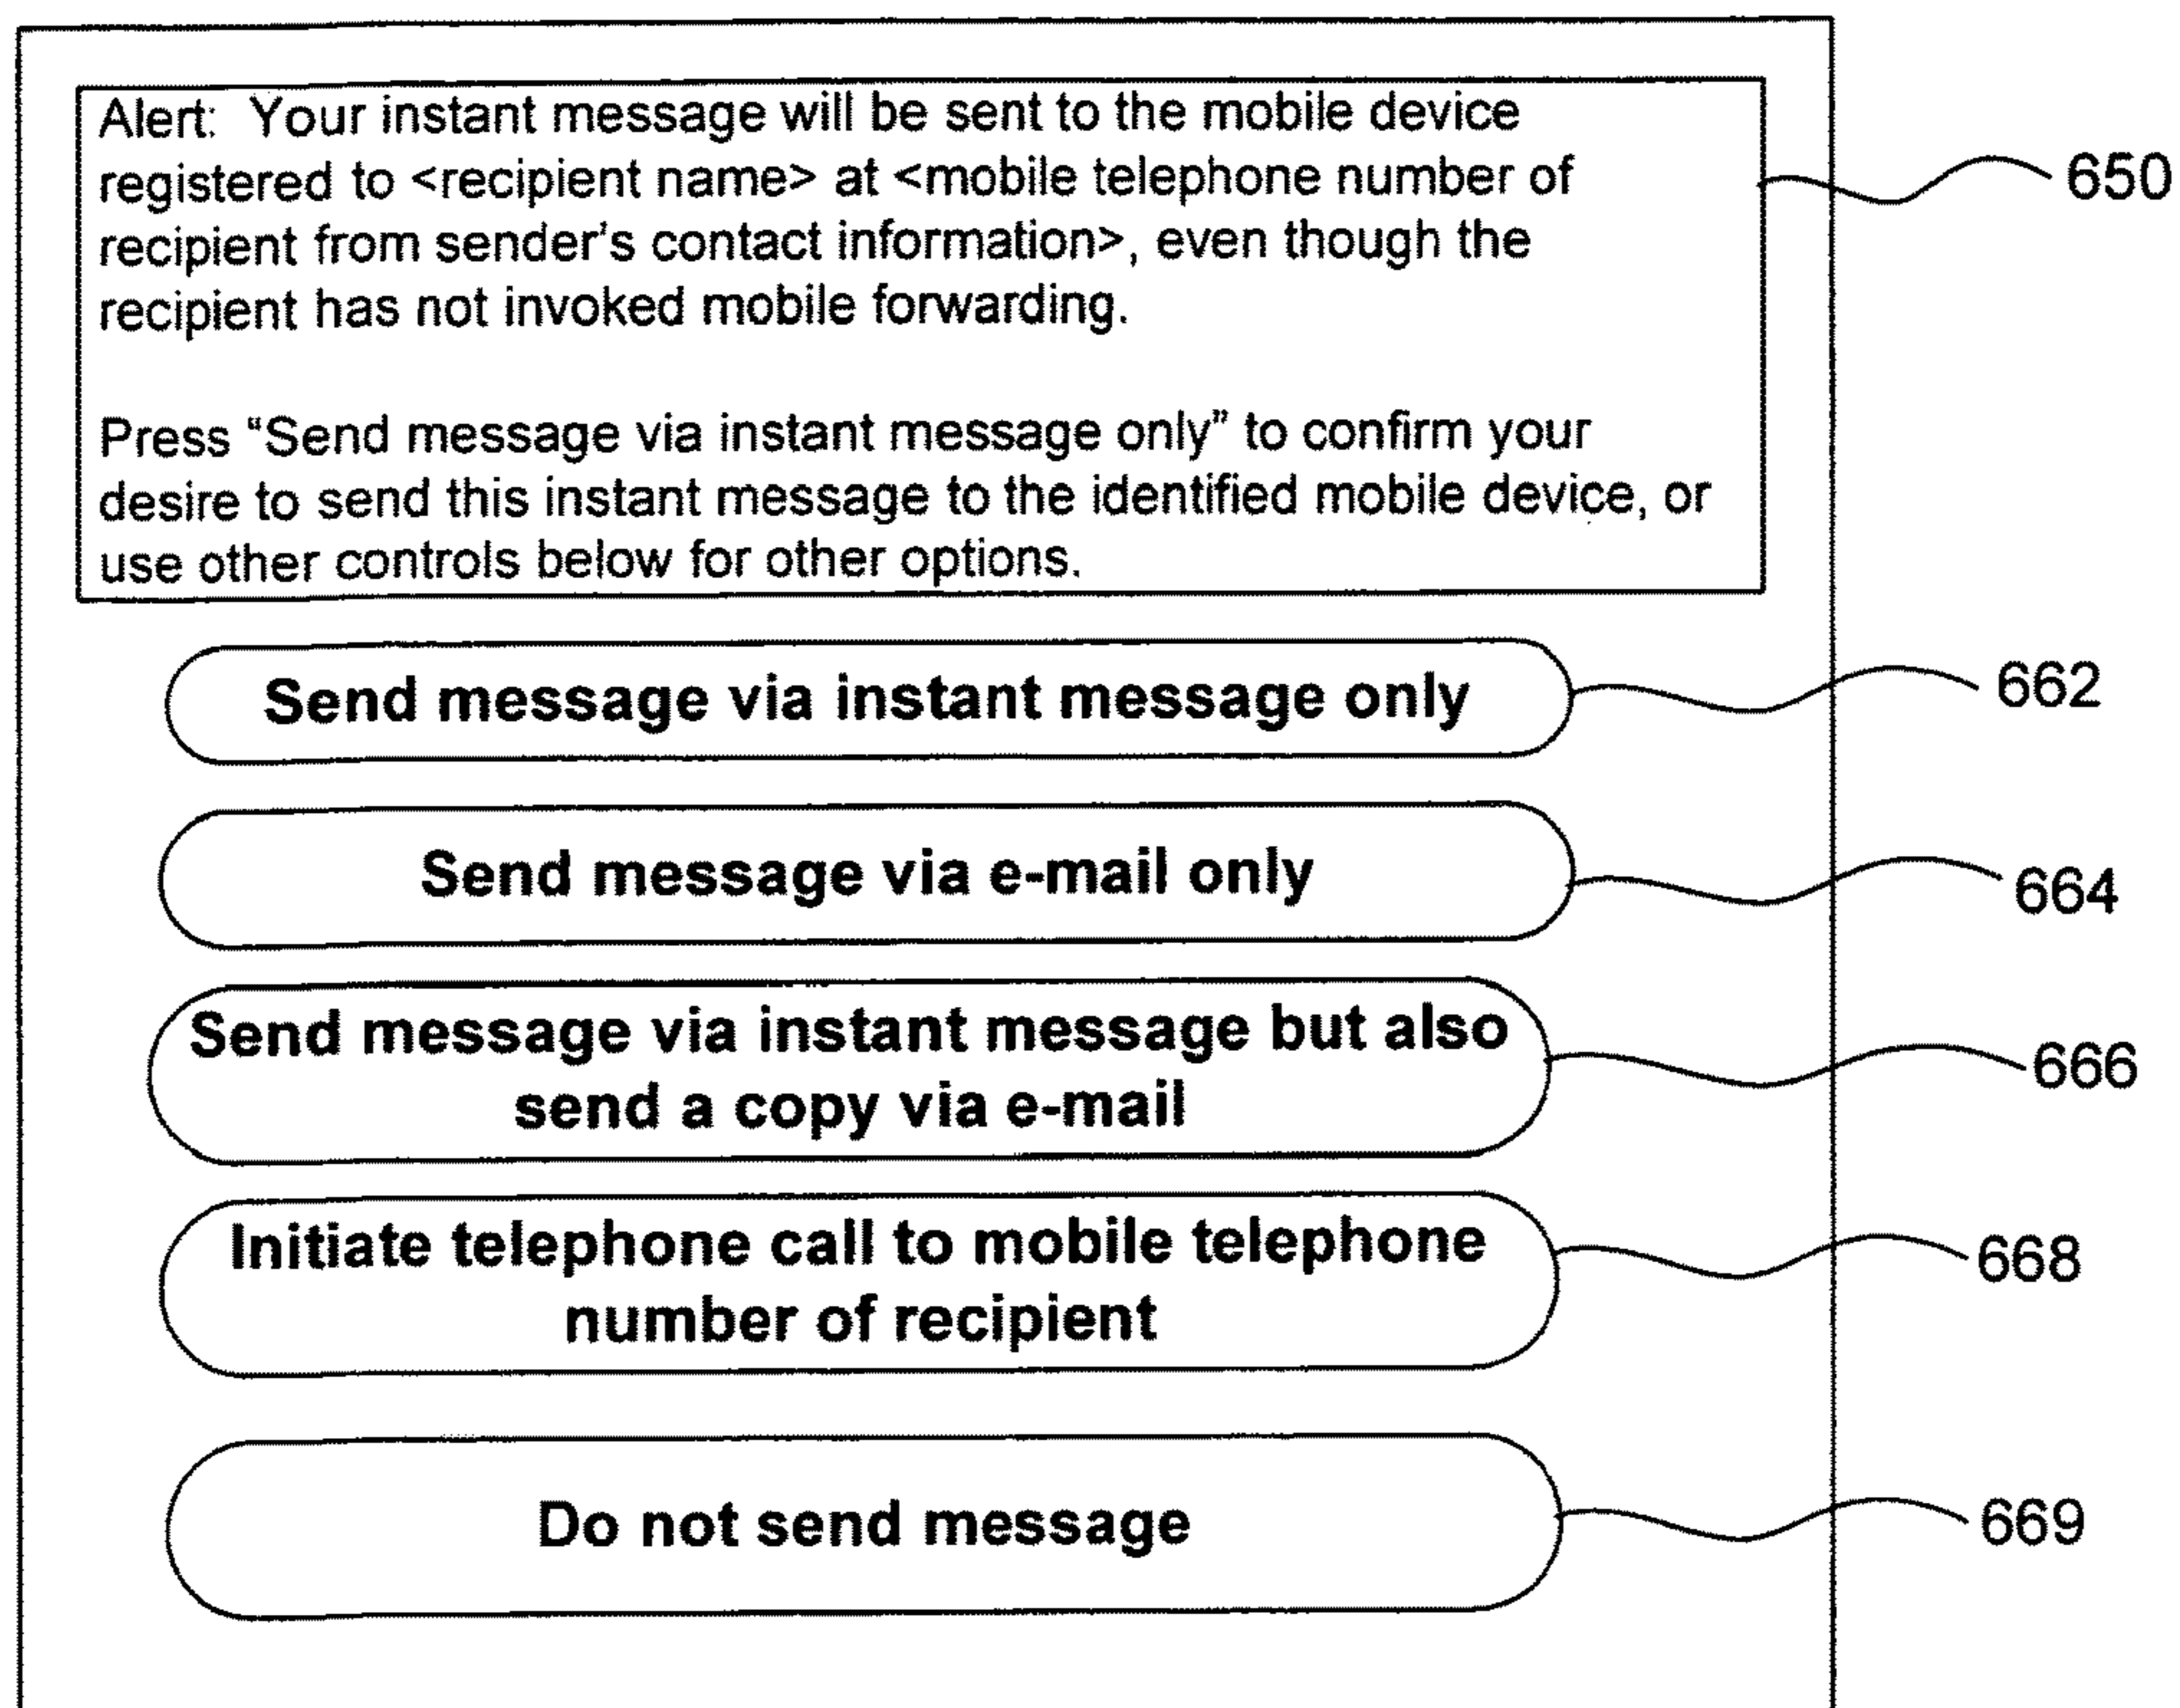 Alert:  Your instant message will be sent to the mobile device
registered to <recipient name> at <mobile telephone number of
recipient from sender's contact information>, even though the
recipient has not invoked mobile forwarding.
Press “Send message via instant message only” to confirm your
desire to send this instant message to the identified mobile device, or
use other controls below for other options.
650
Send message via instant message only
662
Send message via e-mail only
664
Send message via instant message but also
send a copy via e-mail
666
Initiate telephone call to mobile telephone
number of recipient
668
Do not send message
669